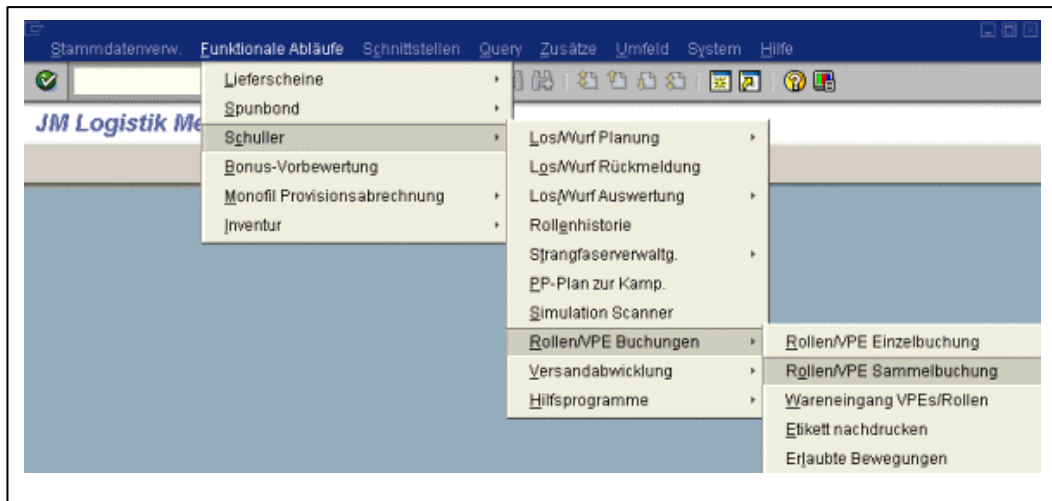 Stammdatenverw. Funktionale Abläufe Schnittstellen Query Zusätze Umfeld System Hilfe
Lieferscheine
Spunbond
JM Logistik Me
Schuller
Bonus-Vorbewertung
Monofil Provisionsabrechnung
Inventur
Los/Wurf Planung
Los/Wurf Rückmeldung
Los/Wurf Auswertung
Rollenhistorie
Strangfaserverwaltg.
PP-Plan zur Kamp.
Simulation Scanner
Rollen/VPE Buchungen
Versandabwicklung
Hilfsprogramme
Rollen/VPE Einzelbuchung
Rollen/VPE Sammelbuchung
Wareneingang VPEs/Rollen
Etikett nachdrucken
Erlaubte Bewegungen